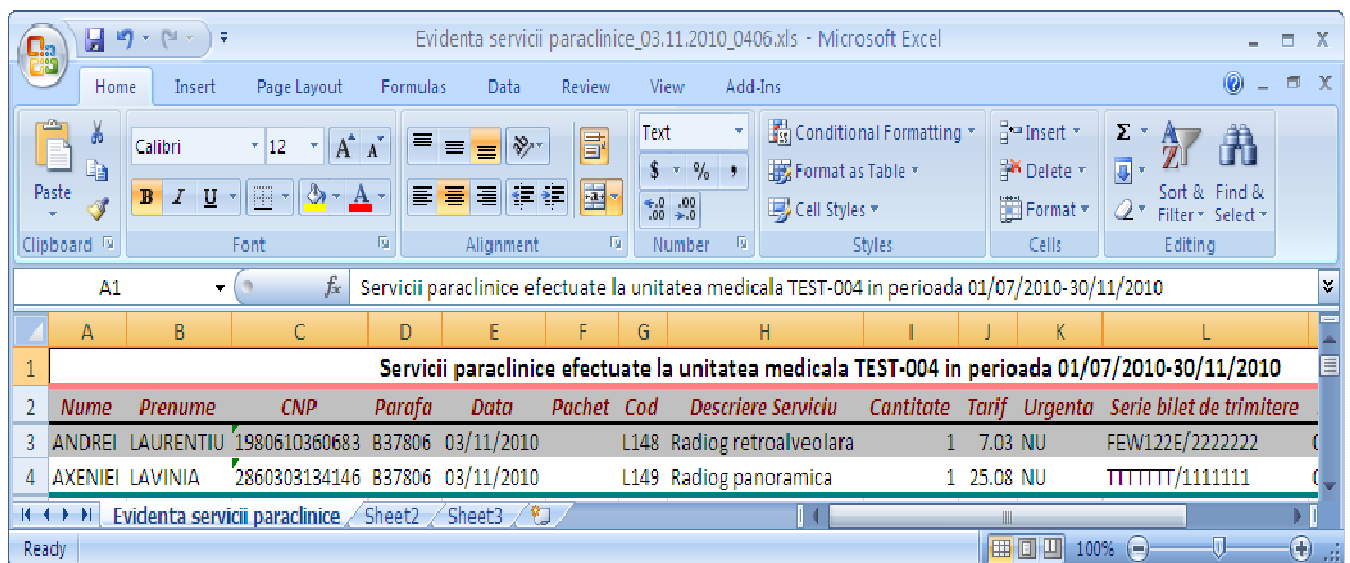 Evidenta servicii paraclinice_03.11.2010_0406.xls - Microsoft Excel
Home Insert Page Layout Formulas Data Review View Add-Ins
Paste
Clipboard
Calibri 12 A A
B I U A
Font
Alignment
Text
$ % ,
Number
Conditional Formatting
Format as Table
Cell Styles
Styles
Insert
Delete
Format
Cells
Σ
Sort & Filter
Find & Select
Editing
A1 fx Servicii paraclinice efectuate la unitatea medicala TEST-004 in perioada 01/07/2010-30/11/2010
A B C D E F G H I J K L
1 Servicii paraclinice efectuate la unitatea medicala TEST-004 in perioada 01/07/2010-30/11/2010
2 Nume Prenume CNP Parafa Data Pachet Cod Descriere Serviciu Cantitate Tarif Urgenta Serie bilet de trimitere
3 ANDREI LAURENTIU 1980610360683 B37806 03/11/2010 L148 Radiog retroalveolara 1 7.03 NU FEW122E/2222222
4 AXENIEI LAVINIA 2860303134146 B37806 03/11/2010 L149 Radiog panoramica 1 25.08 NU TTTTTTT/1111111
Evidenta servicii paraclinice Sheet2 Sheet3
Ready 100%